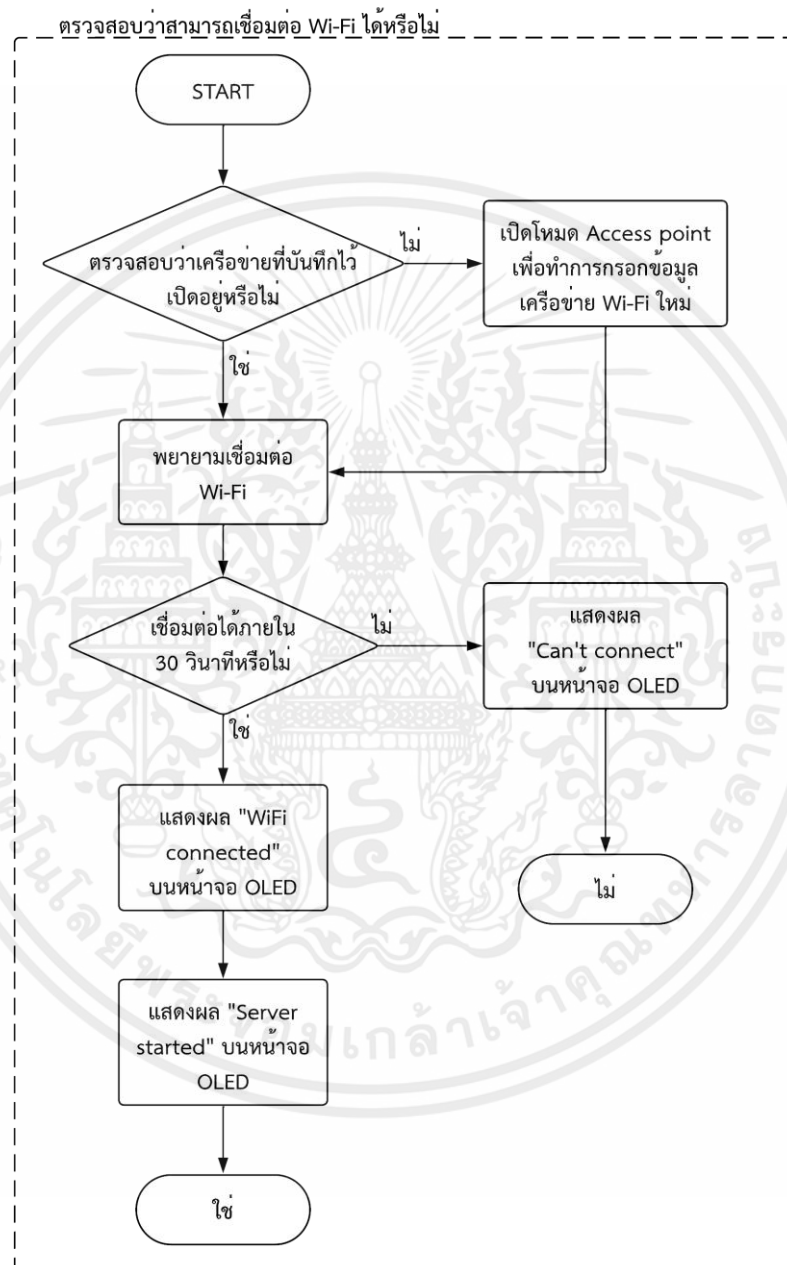 ตรวจสอบว่าสามารถเชื่อมต่อ Wi-Fi ได้หรือไม่
START
ตรวจสอบว่าเครือข่ายที่บันทึกไว้
เปิดอยู่หรือไม่
ไม่
เปิดโหมด Access point
เพื่อทำการกรอกข้อมูล
เครือข่าย Wi-Fi ใหม่
ใช่
พยายามเชื่อมต่อ
Wi-Fi
เชื่อมต่อได้ภายใน
30 วินาทีหรือไม่
ไม่
แสดงผล
"Can't connect"
บนหน้าจอ OLED
ใช่
แสดงผล "WiFi
connected"
บนหน้าจอ OLED
ไม่
แสดงผล "Server
started" บนหน้าจอ
OLED
ใช่